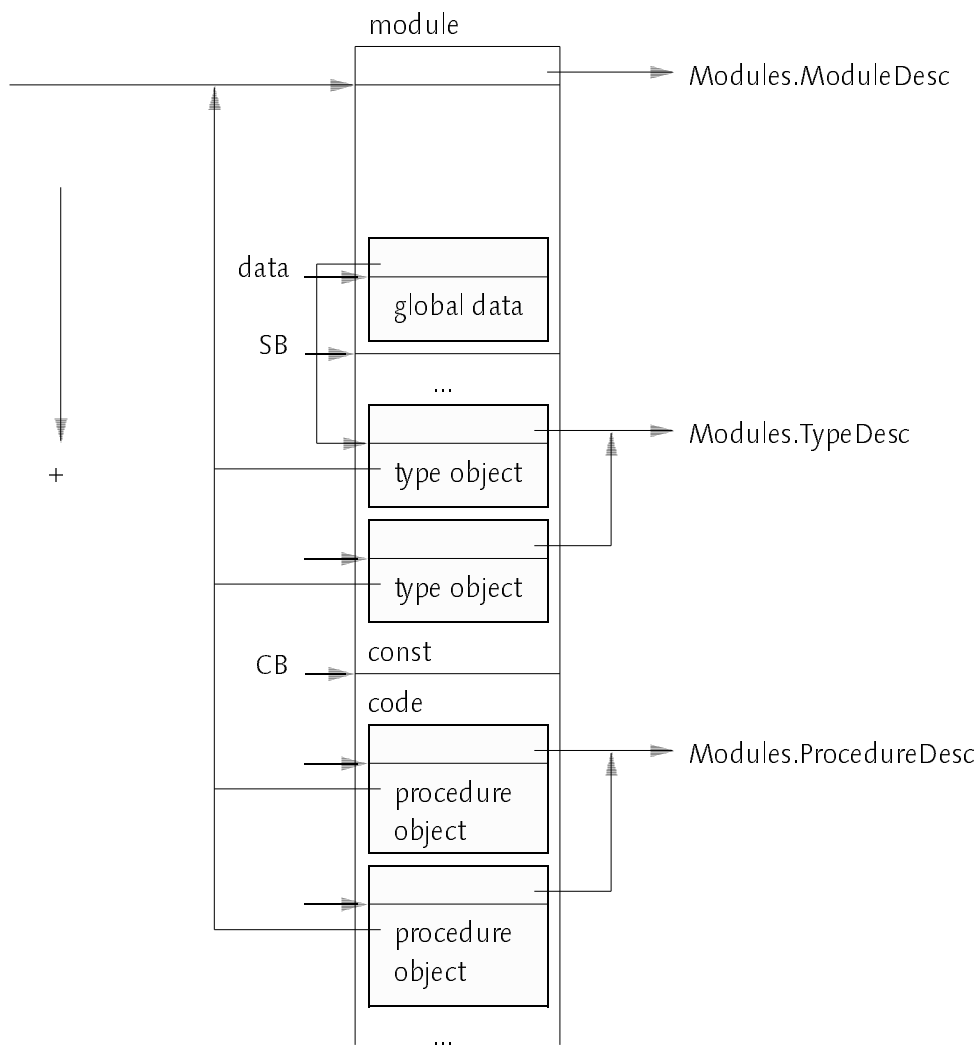 module
Modules.ModuleDesc
data
global data
SB
...
Modules.TypeDesc
+
type object
type object
CB
const
code
Modules.ProcedureDesc
procedure
object
procedure
object
...